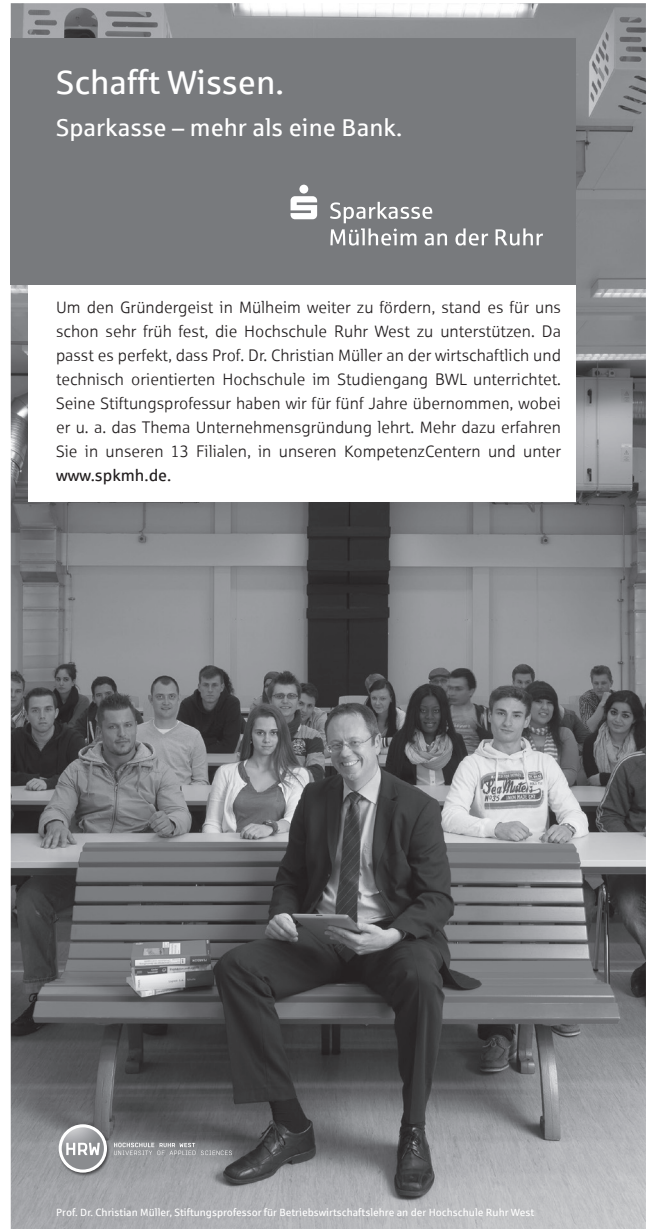 Schafft Wissen.
Sparkasse – mehr als eine Bank.
Sparkasse
Mülheim an der Ruhr
Um den Gründergeist in Mülheim weiter zu fördern, stand es für uns
schon sehr früh fest, die Hochschule Ruhr West zu unterstützen. Da
passt es perfekt, dass Prof. Dr. Christian Müller an der wirtschaftlich und
technisch orientierten Hochschule im Studiengang BWL unterrichtet.
Seine Stiftungsprofessur haben wir für fünf Jahre übernommen, wobei
er u. a. das Thema Unternehmensgründung lehrt. Mehr dazu erfahren
Sie in unseren 13 Filialen, in unseren KompetenzCentern und unter
www.spkmh.de.
Sea Masters
Nº35
HRW
HOCHSCHULE RUHR WEST
UNIVERSITY OF APPLIED SCIENCES
Prof. Dr. Christian Müller, Stiftungsprofessor für Betriebswirtschaftslehre an der Hochschule Ruhr West